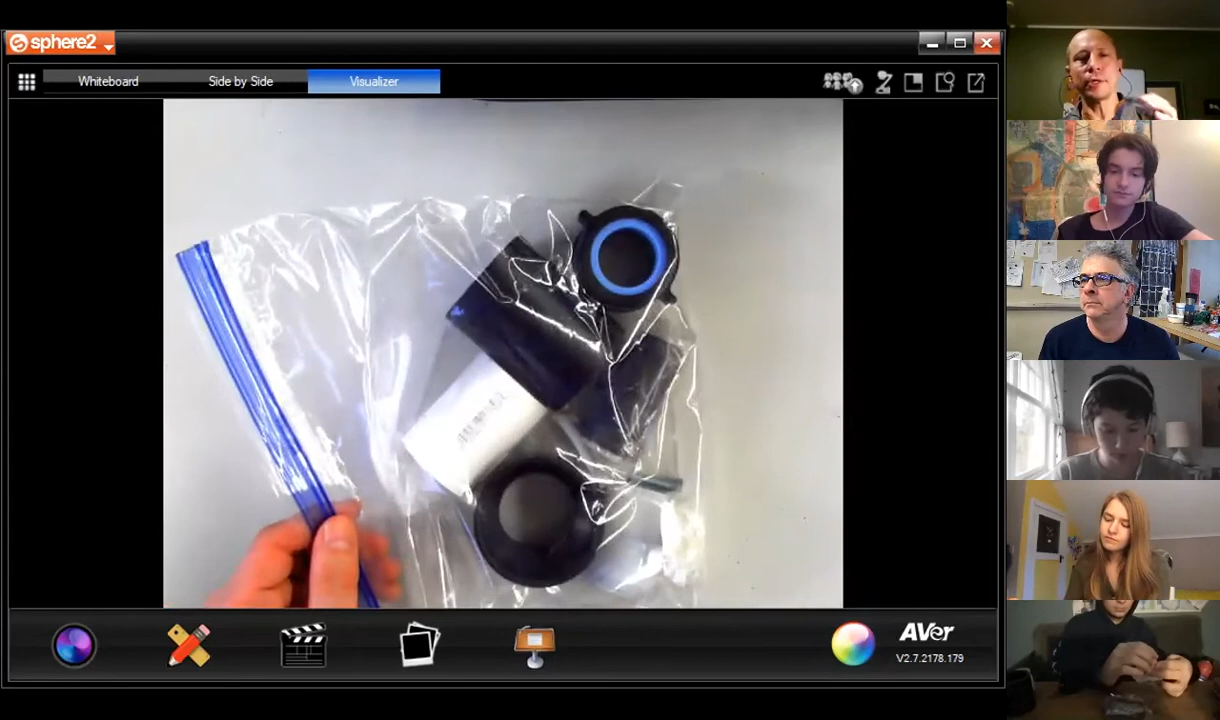 sphere2
Whiteboard
Side by Side
Visualizer
AVer
V2.7.2178.179